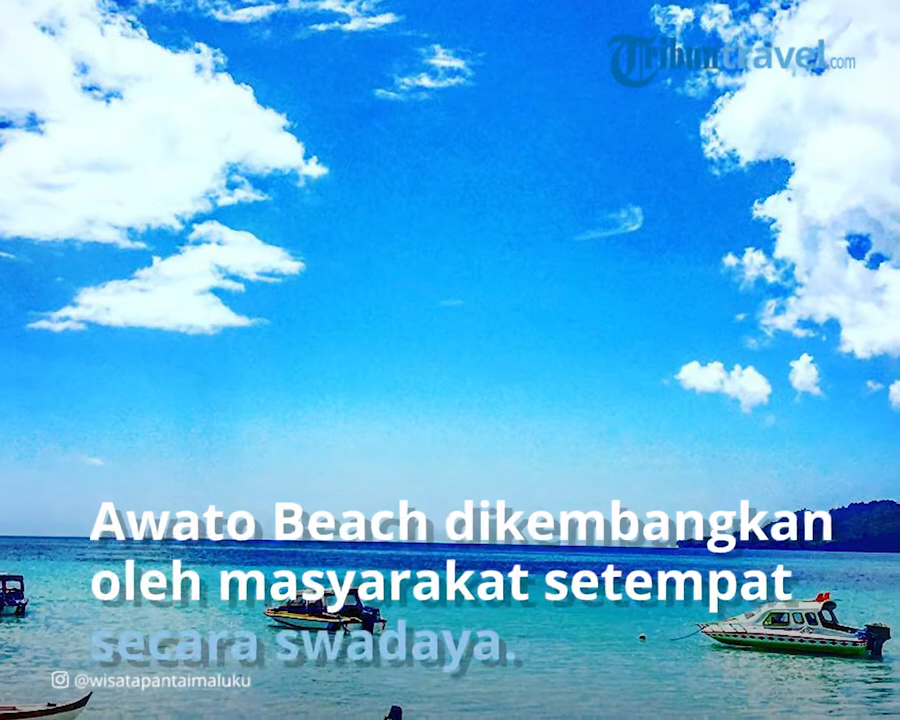 Tribuntravel.com
Awato Beach dikembangkan
oleh masyarakat setempat
secara swadaya.
@wisatapantaimaluku